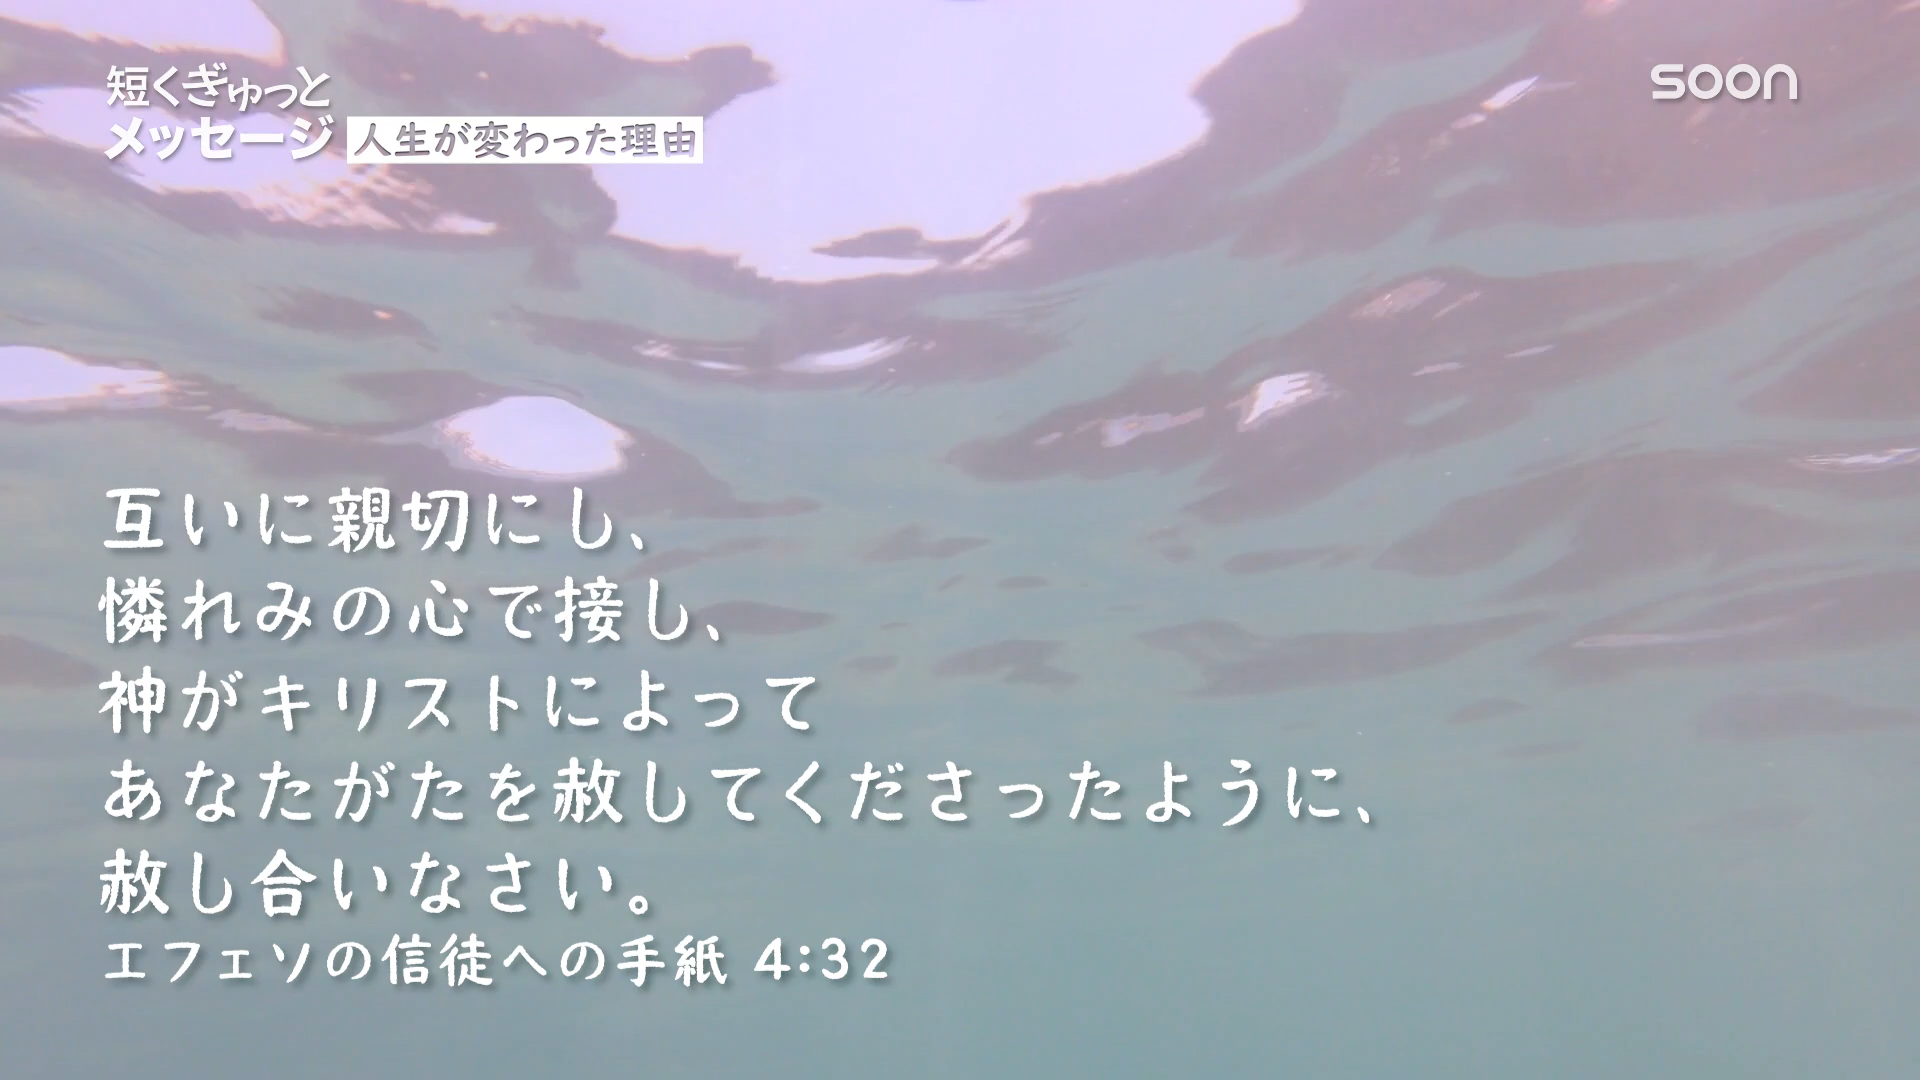 短くぎゅっと
メッセージ 人生が変わった理由
soon
互いに親切にし、
憐れみの心で接し、
神がキリストによって
あなたがたを赦してくださったように、
赦し合いなさい。
エフェソの信徒への手紙 4:32